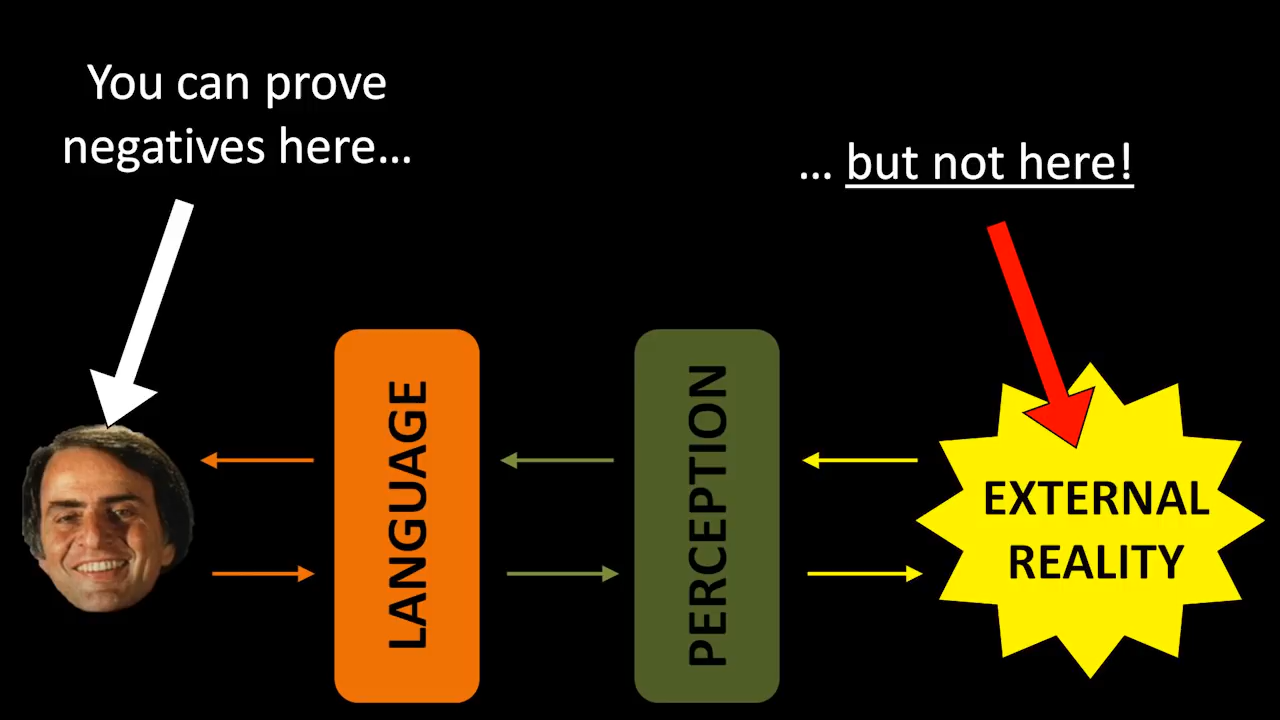 You can prove
negatives here...
... but not here!
LANGUAGE
PERCEPTION
EXTERNAL
REALITY